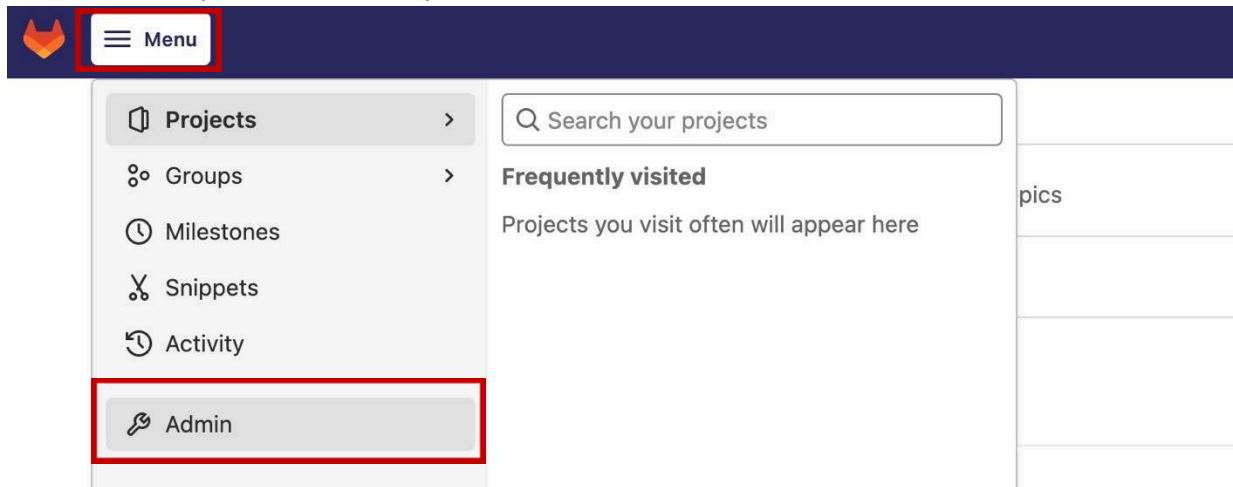 Menu
Projects
Groups
Milestones
Snippets
Activity
Admin
Search your projects
Frequently visited
Projects you visit often will appear here
pics